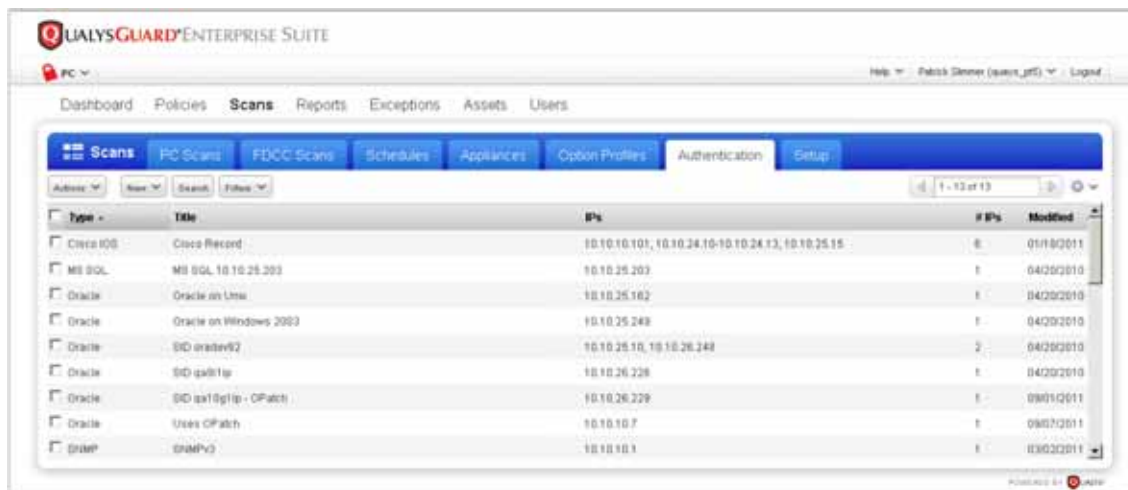 QUALYSGUARD® ENTERPRISE SUITE
PC
Help Patrick Slimmer (quays_pf5) Logout
Dashboard Policies Scans Reports Exceptions Assets Users
Scans PC Scans FDCC Scans Schedules Appliances Option Profiles Authentication Setup
Actions New Search Filters 1 - 13 of 13
Type Title IPs # IPs Modified
Cisco IOS Cisco Record 10.10.10.101, 10.10.24.10-10.10.24.13, 10.10.25.15 6 01/18/2011
MS SQL MS SQL 10.10.25.203 10.10.25.203 1 04/20/2010
Oracle Oracle on Unix 10.10.25.162 1 04/20/2010
Oracle Oracle on Windows 2003 10.10.25.249 1 04/20/2010
Oracle SID oradev92 10.10.25.10, 10.10.26.248 2 04/20/2010
Oracle SID 10.10.26.226 1 04/20/2010
Oracle SID qa10g1ip - OPatch 10.10.26.229 1 09/01/2011
Oracle Uses OPatch 10.10.10.7 1 09/07/2011
SNMP SNMPv3 10.10.10.1 1 03/02/2011
POWERED BY QUALYS